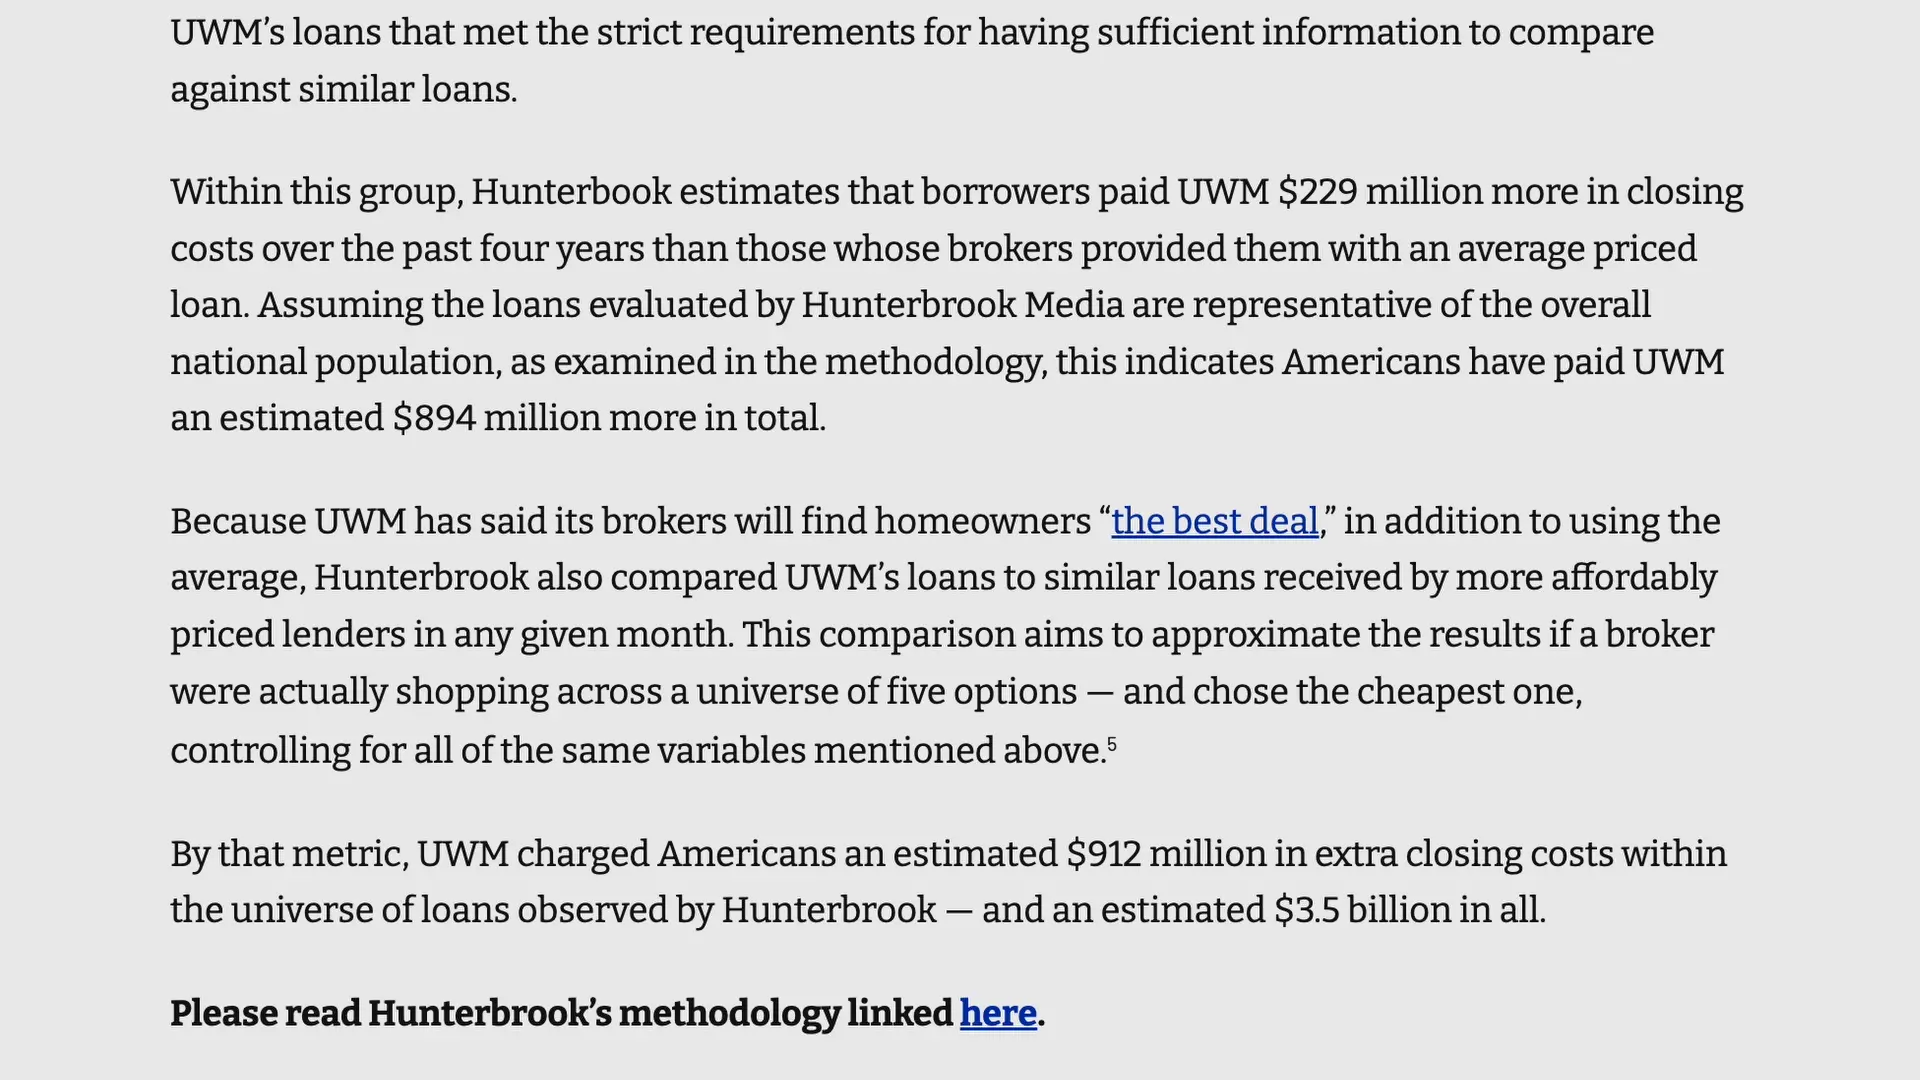 UWM’s loans that met the strict requirements for having sufficient information to compare
against similar loans.
Within this group, Hunterbook estimates that borrowers paid UWM $229 million more in closing
costs over the past four years than those whose brokers provided them with an average priced
loan. Assuming the loans evaluated by Hunterbrook Media are representative of the overall
national population, as examined in the methodology, this indicates Americans have paid UWM
an estimated $894 million more in total.
Because UWM has said its brokers will find homeowners “the best deal,” in addition to using the
average, Hunterbrook also compared UWM’s loans to similar loans received by more affordably
priced lenders in any given month. This comparison aims to approximate the results if a broker
were actually shopping across a universe of five options — and chose the cheapest one,
controlling for all of the same variables mentioned above.⁵
By that metric, UWM charged Americans an estimated $912 million in extra closing costs within
the universe of loans observed by Hunterbrook — and an estimated $3.5 billion in all.
Please read Hunterbrook’s methodology linked here.